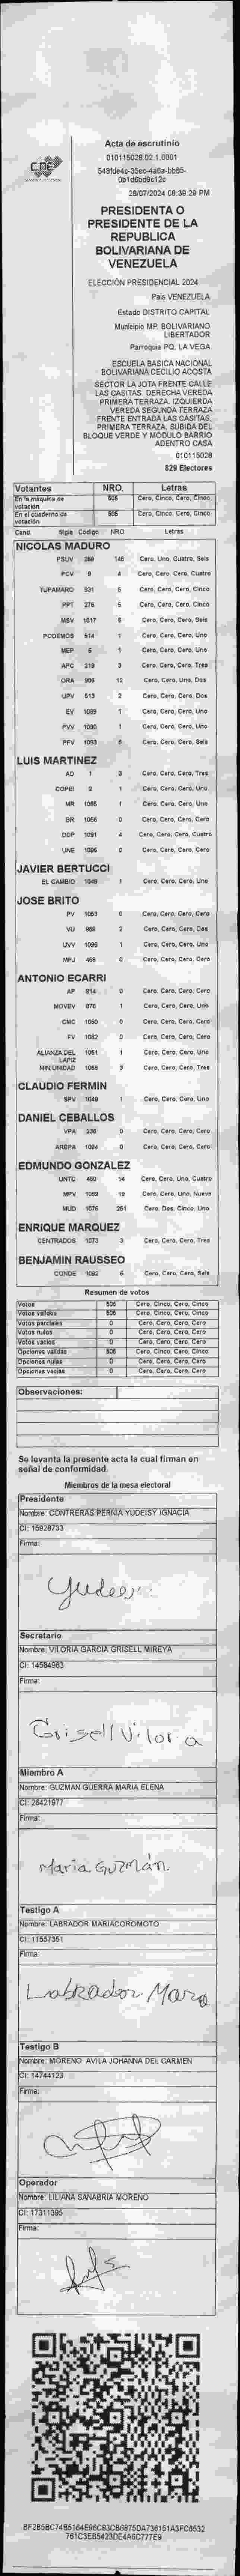 CNE
Acta de escrutinio
010115028.02.1.0001
28/07/2024 08:39:29 PM
PRESIDENTA O
PRESIDENTE DE LA
REPUBLICA
BOLIVARIANA DE
VENEZUELA
ELECCIÓN PRESIDENCIAL 2024
Pais VENEZUELA
Estado DISTRITO CAPITAL
Municipio MP. BOLIVARIANO
LIBERTADOR
Parroquia PQ. LA VEGA
ESCUELA BASICA NACIONAL
BOLIVARIANA CECILIO ACOSTA
SECTOR LA JOTA FRENTE CALLE
LAS CASITAS. DERECHA VEREDA
PRIMERA TERRAZA. IZQUIERDA
VEREDA SEGUNDA TERRAZA
FRENTE ENTRADA LAS CASITAS.
PRIMERA TERRAZA, SUBIDA DEL
BLOQUE VERDE Y MODULO BARRIO
ADENTRO CASA
010115028
829 Electores
Votantes NRO. Letras
En la máquina de votación 505 Cero, Cinco, Cero, Cinco
En el cuaderno de votación 505 Cero, Cinco, Cero, Cinco
Cand. Sigla Código NRO. Letras
NICOLAS MADURO
PSUV 269 146 Cero, Uno, Cuatro, Seis
PCV 9 4 Cero, Cero, Cero, Cuatro
TUPAMARO 931 5 Cero, Cero, Cero, Cinco
PPT 276 5 Cero, Cero, Cero, Cinco
MSV 1017 6 Cero, Cero, Cero, Seis
PODEMOS 514 1 Cero, Cero, Cero, Uno
MEP 6 1 Cero, Cero, Cero, Uno
APC 219 3 Cero, Cero, Cero, Tres
ORA 906 12 Cero, Cero, Uno, Dos
UPV 513 2 Cero, Cero, Cero, Dos
EV 1089 1 Cero, Cero, Cero, Uno
PVV 1090 1 Cero, Cero, Cero, Uno
PFV 1093 6 Cero, Cero, Cero, Seis
LUIS MARTINEZ
AD 1 3 Cero, Cero, Cero, Tres
COPEI 2 1 Cero, Cero, Cero, Uno
MR 1065 1 Cero, Cero, Cero, Uno
BR 1066 0 Cero, Cero, Cero, Cero
DDP 1091 4 Cero, Cero, Cero, Cuatro
UNE 1096 0 Cero, Cero, Cero, Cero
JAVIER BERTUCCI
EL CAMBIO 1048 1 Cero, Cero, Cero, Uno
JOSE BRITO
PV 1053 0 Cero, Cero, Cero, Cero
VU 968 2 Cero, Cero, Cero, Dos
UVV 1098 1 Cero, Cero, Cero, Uno
MPJ 458 0 Cero, Cero, Cero, Cero
ANTONIO ECARRI
AP 914 0 Cero, Cero, Cero, Cero
MOVEV 976 1 Cero, Cero, Cero, Uno
CMC 1050 0 Cero, Cero, Cero, Cero
FV 1082 0 Cero, Cero, Cero, Cero
ALIANZA DEL LAPIZ 1051 1 Cero, Cero, Cero, Uno
MIN UNIDAD 1068 3 Cero, Cero, Cero, Tres
CLAUDIO FERMIN
SPV 1049 1 Cero, Cero, Cero, Uno
DANIEL CEBALLOS
VPA 236 0 Cero, Cero, Cero, Cero
AREPA 1084 0 Cero, Cero, Cero, Cero
EDMUNDO GONZALEZ
UNTC 460 14 Cero, Cero, Uno, Cuatro
MPV 1069 19 Cero, Cero, Uno, Nueve
MUD 1076 251 Cero, Dos, Cinco, Uno
ENRIQUE MARQUEZ
CENTRADOS 1073 3 Cero, Cero, Cero, Tres
BENJAMIN RAUSSEO
CONDE 1092 6 Cero, Cero, Cero, Seis
Resumen de votos
Votos 505 Cero, Cinco, Cero, Cinco
Votos validos 505 Cero, Cinco, Cero, Cinco
Votos parciales 0 Cero, Cero, Cero, Cero
Votos nulos 0 Cero, Cero, Cero, Cero
Votos vacios 0 Cero, Cero, Cero, Cero
Opciones validas 505 Cero, Cinco, Cero, Cinco
Opciones nulas 0 Cero, Cero, Cero, Cero
Opciones vacias 0 Cero, Cero, Cero, Cero
Observaciones:
Se levanta la presente acta la cual firman en
señal de conformidad.
Miembros de la mesa electoral
Presidente
Nombre: CONTRERAS PERNIA YUDEISY IGNACIA
CI: 15928733
Firma:
Secretario
Nombre: VILORIA GARCIA GRISELL MIREYA
CI: 14584963
Firma:
Grisell Viloria
Miembro A
Nombre: GUZMAN GUERRA MARIA ELENA
CI: 26421977
Firma:
Maria Guzmán
Testigo A
Nombre: LABRADOR MARIACOROMOTO
CI: 11557351
Firma:
Labrador Mara
Testigo B
Nombre: MORENO AVILA JOHANNA DEL CARMEN
CI: 14744123
Firma:
Operador
Nombre: LILIANA SANABRIA MORENO
CI: 17311395
Firma: